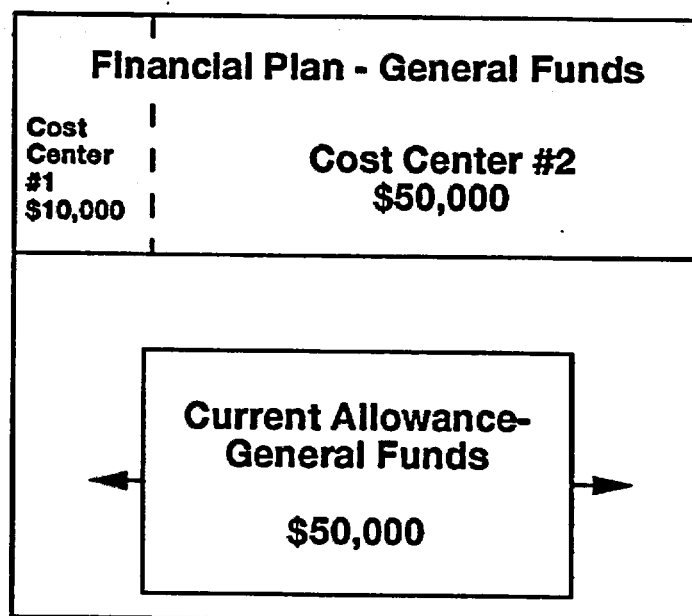 Financial Plan - General Funds
Cost
Center
#1
$10,000
Cost Center #2
$50,000
Current Allowance-
General Funds
$50,000